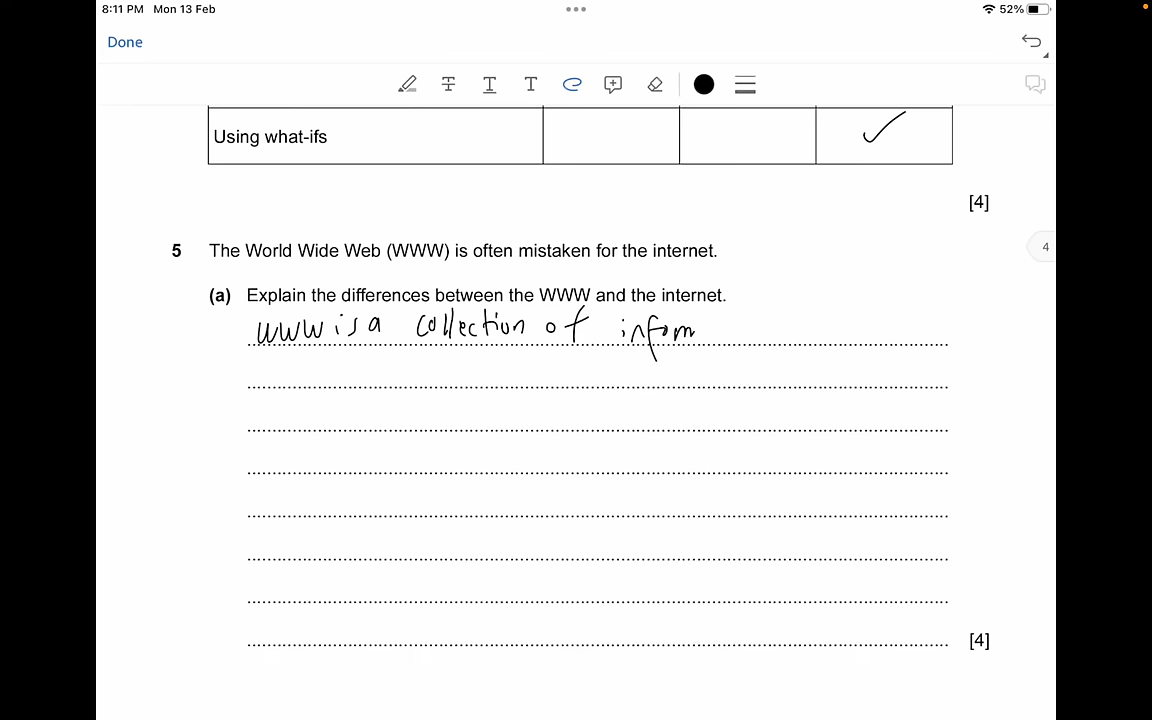 8:11 PM Mon 13 Feb
52%
Done
T T T
Using what-ifs
[4]
4
5 The World Wide Web (WWW) is often mistaken for the internet.
(a) Explain the differences between the WWW and the internet.
WWW is a collection of infom
[4]